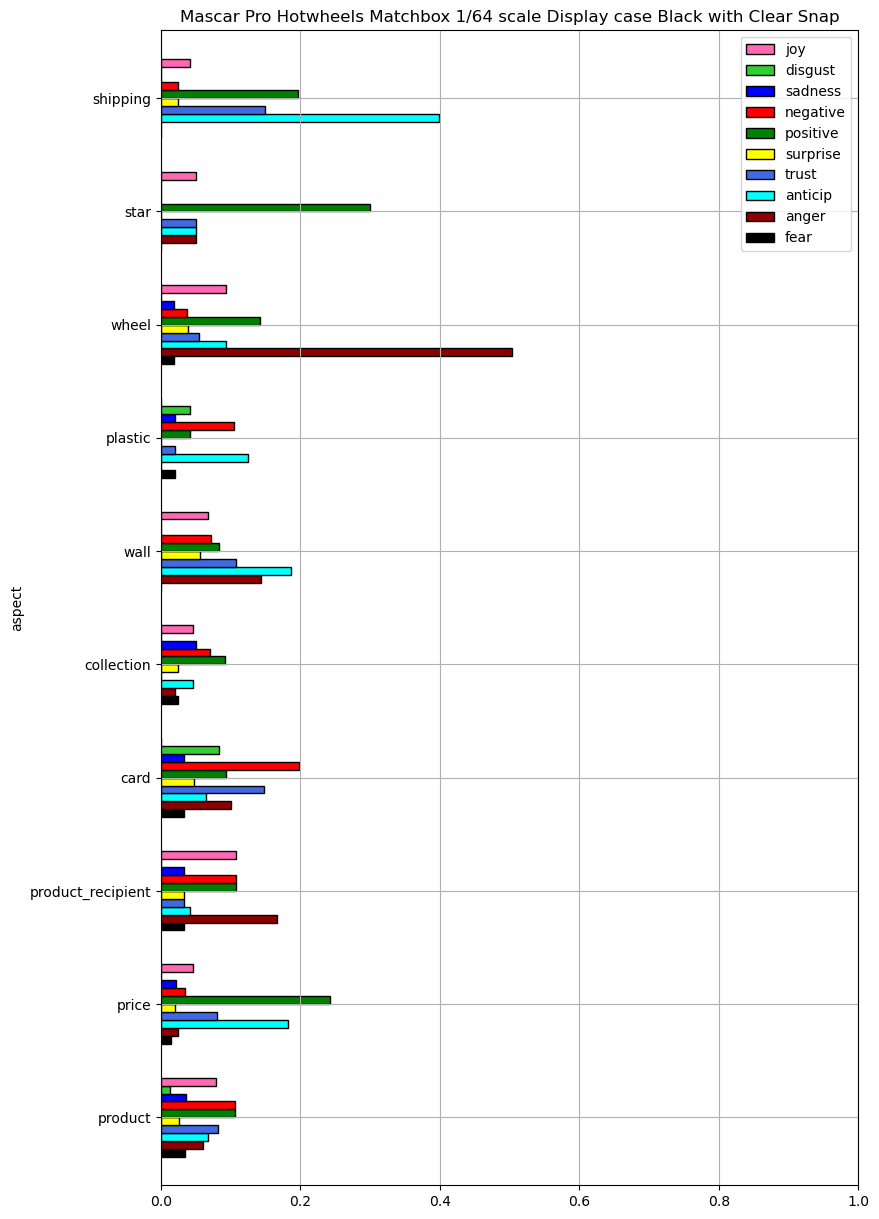 Mascar Pro Hotwheels Matchbox 1/64 scale Display case Black with Clear Snap
joy
disgust
sadness
negative
positive
surprise
trust
anticip
anger
fear
shipping
star
wheel
plastic
wall
collection
card
product_recipient
price
product
aspect
0.0 0.2 0.4 0.6 0.8 1.0